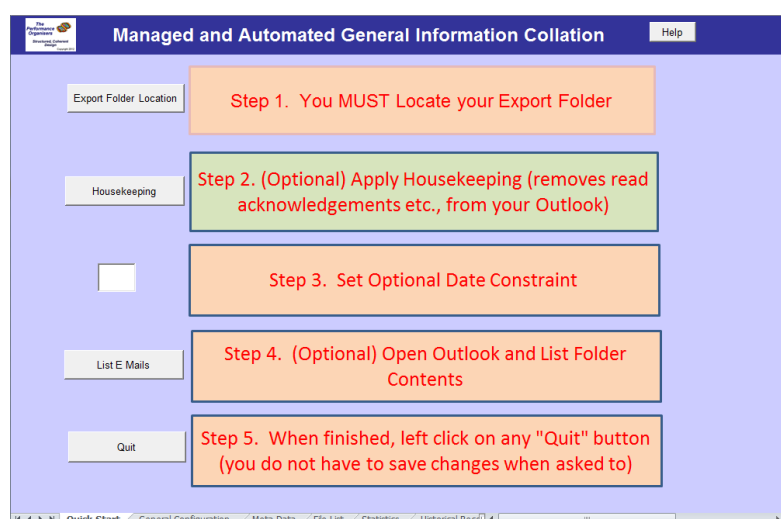 The
Performance
Organisers
Structured, Coherent
Design
Managed and Automated General Information Collation
Help
Export Folder Location
Step 1. You MUST Locate your Export Folder
Housekeeping
Step 2. (Optional) Apply Housekeeping (removes read
acknowledgements etc., from your Outlook)
Step 3. Set Optional Date Constraint
List E Mails
Step 4. (Optional) Open Outlook and List Folder
Contents
Quit
Step 5. When finished, left click on any "Quit" button
(you do not have to save changes when asked to)
Quick Start General Configuration Meta Data File List Statistics Historical